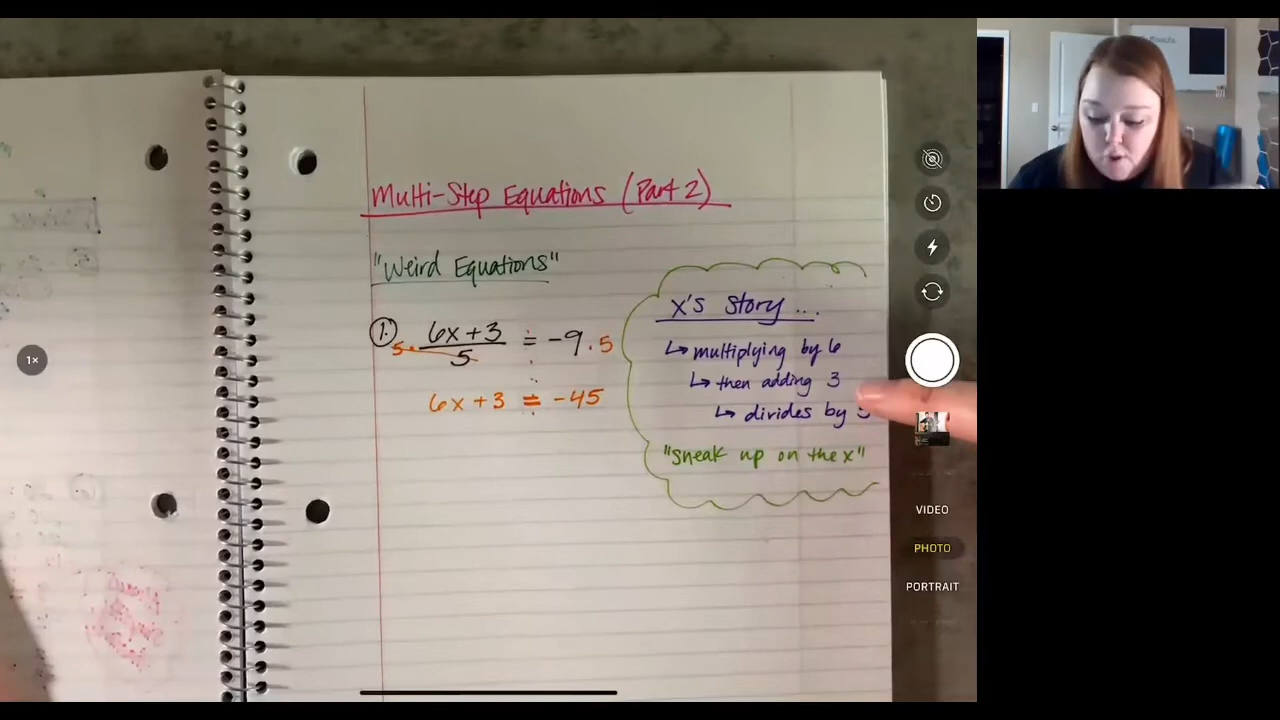 Multi-Step Equations (Part 2)
"Weird Equations"
1. 5 · 6x + 3 / 5 = -9 . 5
6x + 3 = -45
x's Story ...
↳ multiplying by 6
↳ then adding 3
↳ divides by 5
"Sneak up on the x"
1×
VIDEO
PHOTO
PORTRAIT